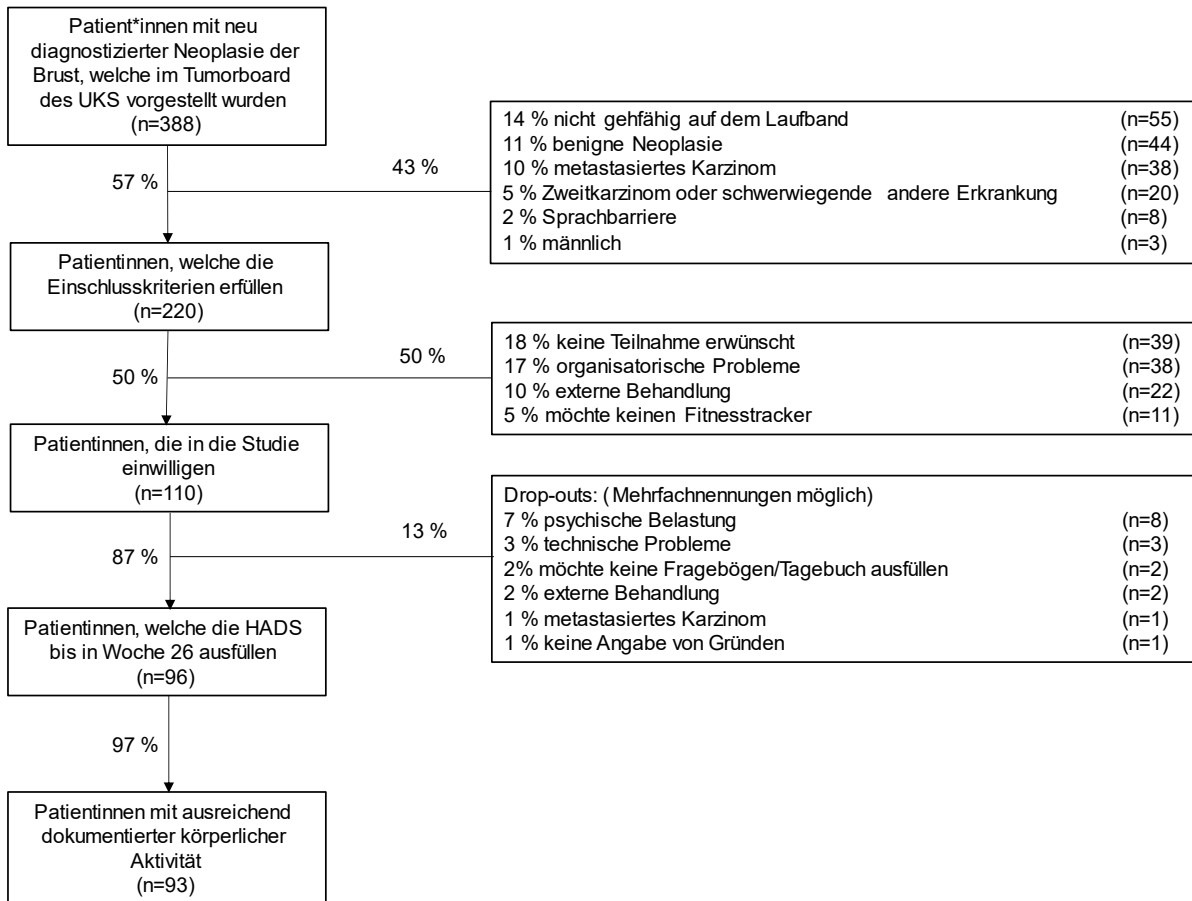 Patient*innen mit neu
diagnostizierter Neoplasie der
Brust, welche im Tumorboard
des UKS vorgestellt wurden
(n=388)
14 % nicht gehfähig auf dem Laufband (n=55)
11 % benigne Neoplasie (n=44)
10 % metastasiertes Karzinom (n=38)
5 % Zweitkarzinom oder schwerwiegende andere Erkrankung (n=20)
2 % Sprachbarriere (n=8)
1 % männlich (n=3)
43 %
57 %
Patientinnen, welche die
Einschlusskriterien erfüllen
(n=220)
18 % keine Teilnahme erwünscht (n=39)
17 % organisatorische Probleme (n=38)
10 % externe Behandlung (n=22)
5 % möchte keinen Fitnesstracker (n=11)
50 %
50 %
Patientinnen, die in die Studie
einwilligen
(n=110)
Drop-outs: (Mehrfachnennungen möglich)
7 % psychische Belastung (n=8)
3 % technische Probleme (n=3)
2% möchte keine Fragebögen/Tagebuch ausfüllen (n=2)
2 % externe Behandlung (n=2)
1 % metastasiertes Karzinom (n=1)
1 % keine Angabe von Gründen (n=1)
13 %
87 %
Patientinnen, welche die HADS
bis in Woche 26 ausfüllen
(n=96)
97 %
Patientinnen mit ausreichend
dokumentierter körperlicher
Aktivität
(n=93)